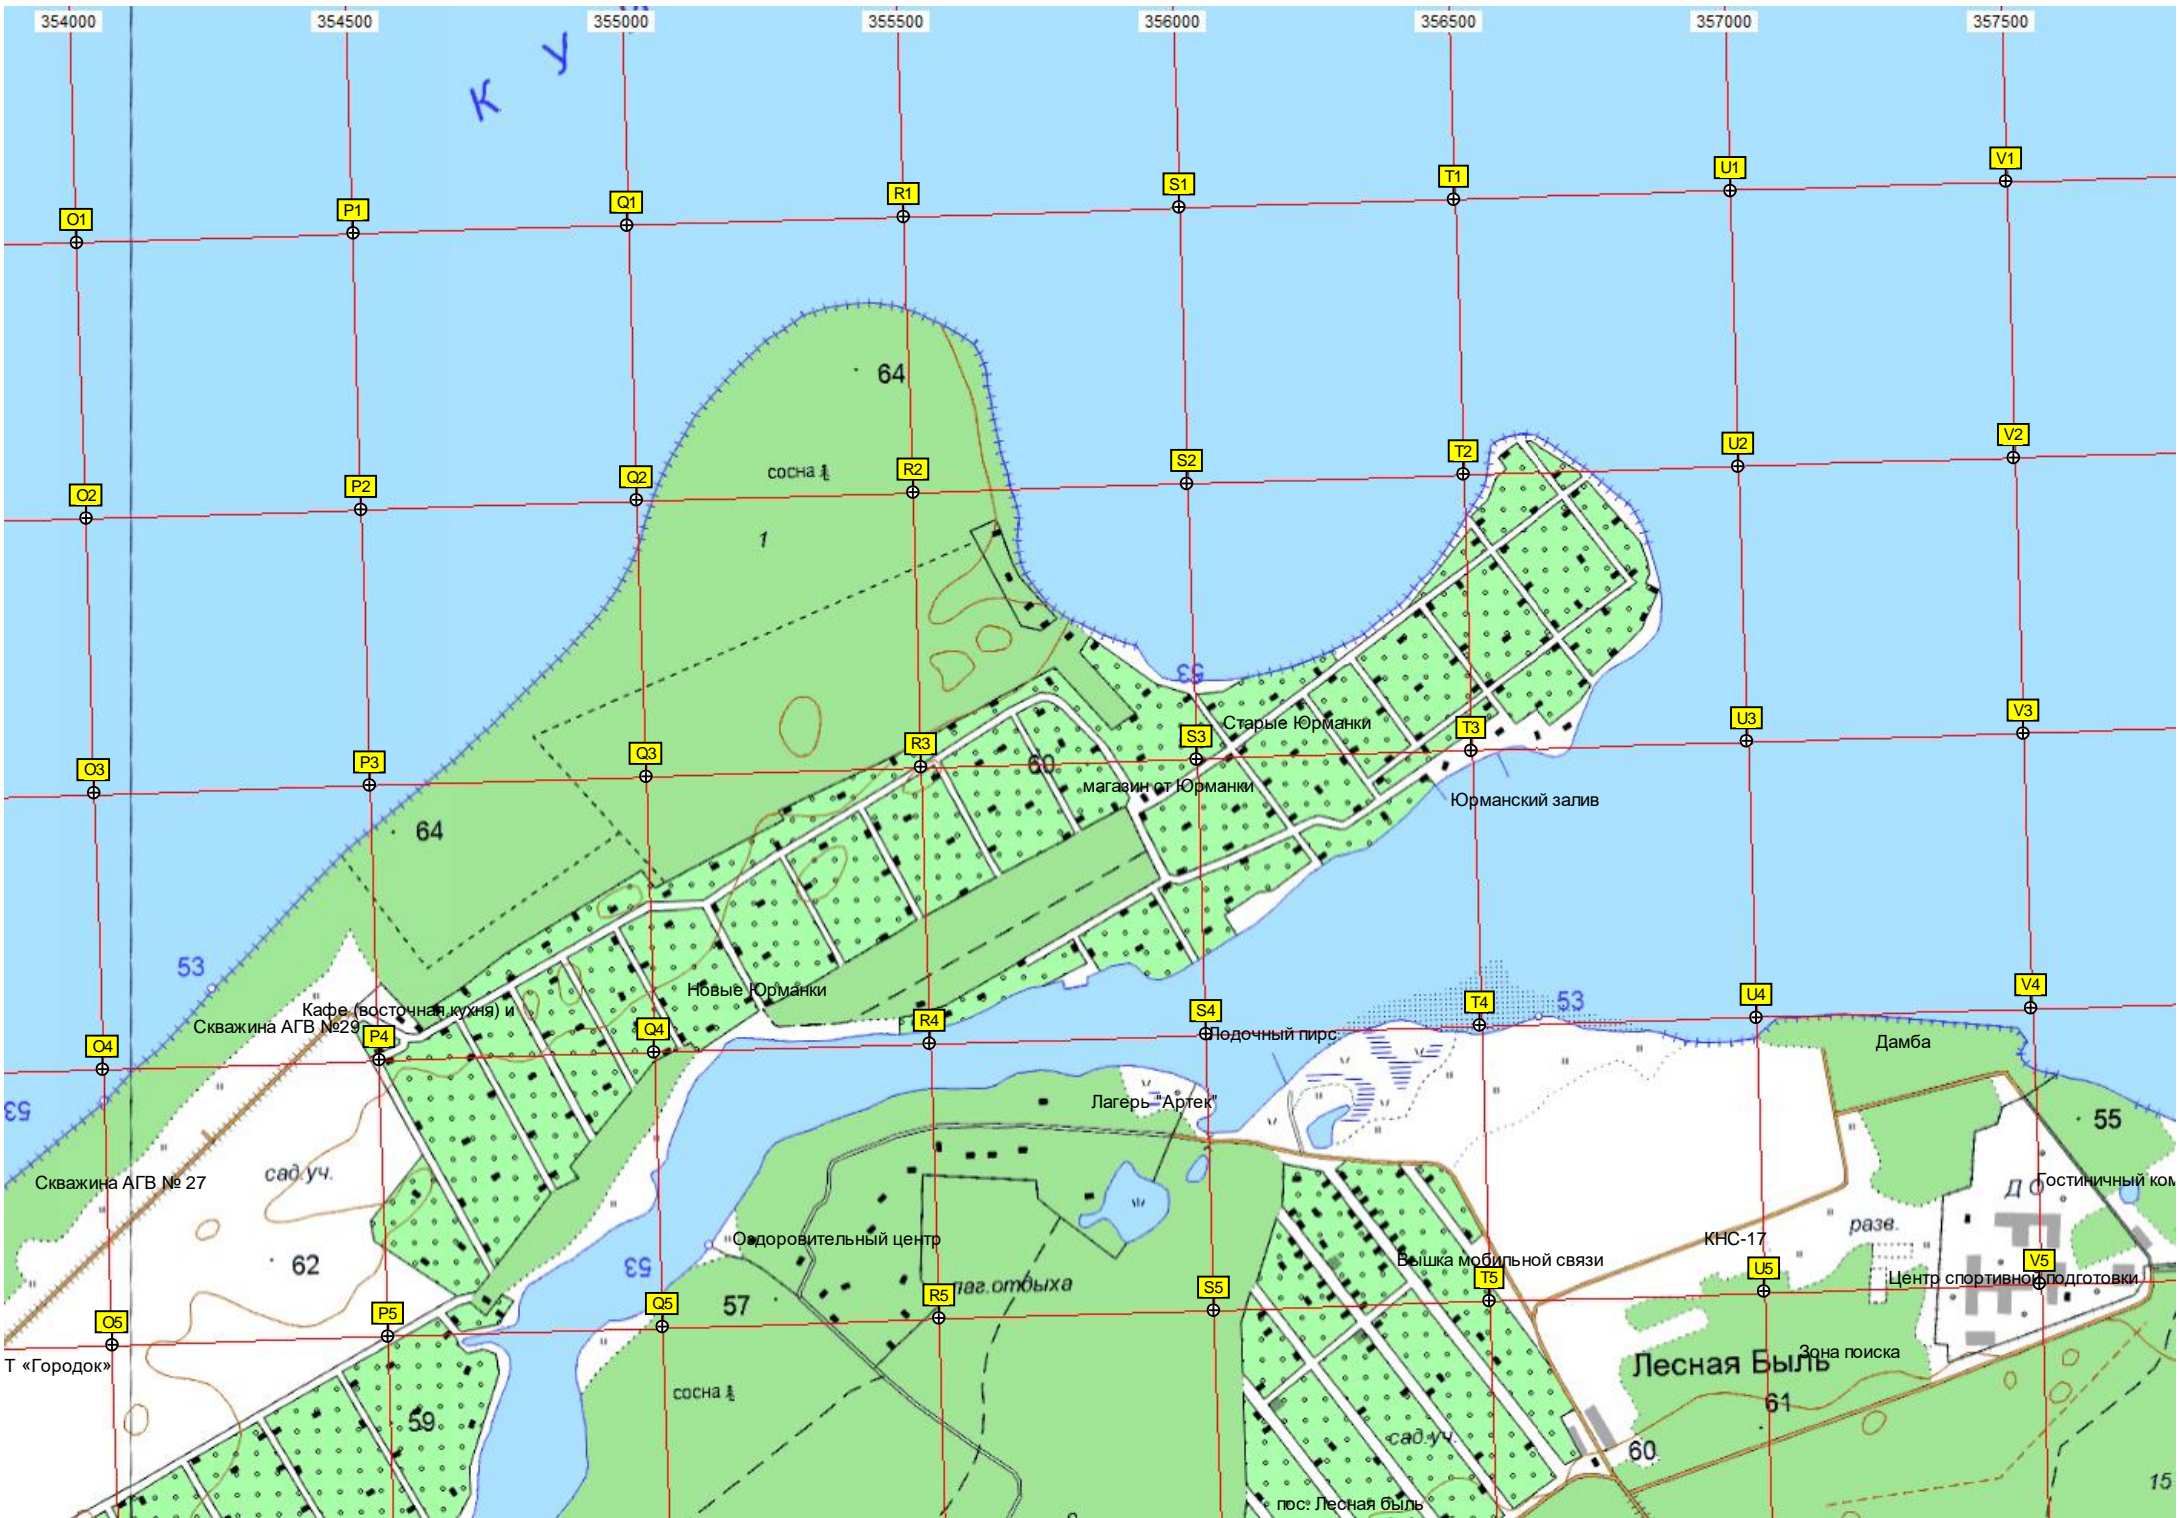 354000 354500 355000 355500 356000 356500 357000 357500
К У
O1 P1 Q1 R1 S1 T1 U1 V1
64
сосна
O2 P2 Q2 R2 S2 T2 U2 V2
1
53
Старые Юрманки
O3 P3 Q3 R3 S3 T3 U3 V3
60
магазин от Юрманки
Юрманский залив
64
53
Новые Юрманки
53
Кафе (восточная кухня) и
Скважина АГВ №29
O4 P4 Q4 R4 S4 T4 U4 V4
Лодочный пирс
Дамба
53
Лагерь "Артек"
55
Скважина АГВ № 27
сад.уч.
Д О
Гостиничный ком
разв.
62
53
Оздоровительный центр
КНС-17
Вышка мобильной связи
лаг.отдыха
57
Центр спортивной подготовки
O5 P5 Q5 R5 S5 T5 U5 V5
Т «Городок»
Лесная Быль
Зона поиска
сосна
61
59
сад.уч.
60
15
пос. Лесная быль